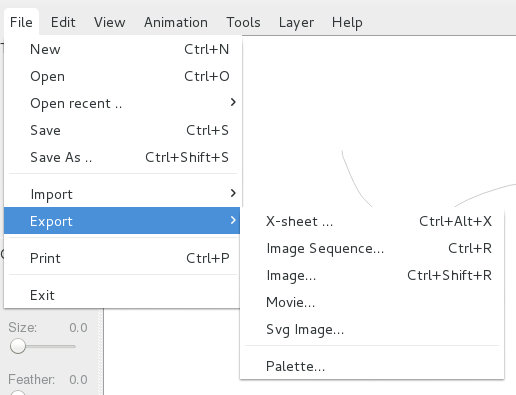 File Edit View Animation Tools Layer Help
New Ctrl+N
Open Ctrl+O
Open recent ..
Save Ctrl+S
Save As .. Ctrl+Shift+S
Import
Export
Print Ctrl+P
Exit
X-sheet ... Ctrl+Alt+X
Image Sequence... Ctrl+R
Image... Ctrl+Shift+R
Movie...
Svg Image...
Palette...
Size: 0.0
Feather: 0.0